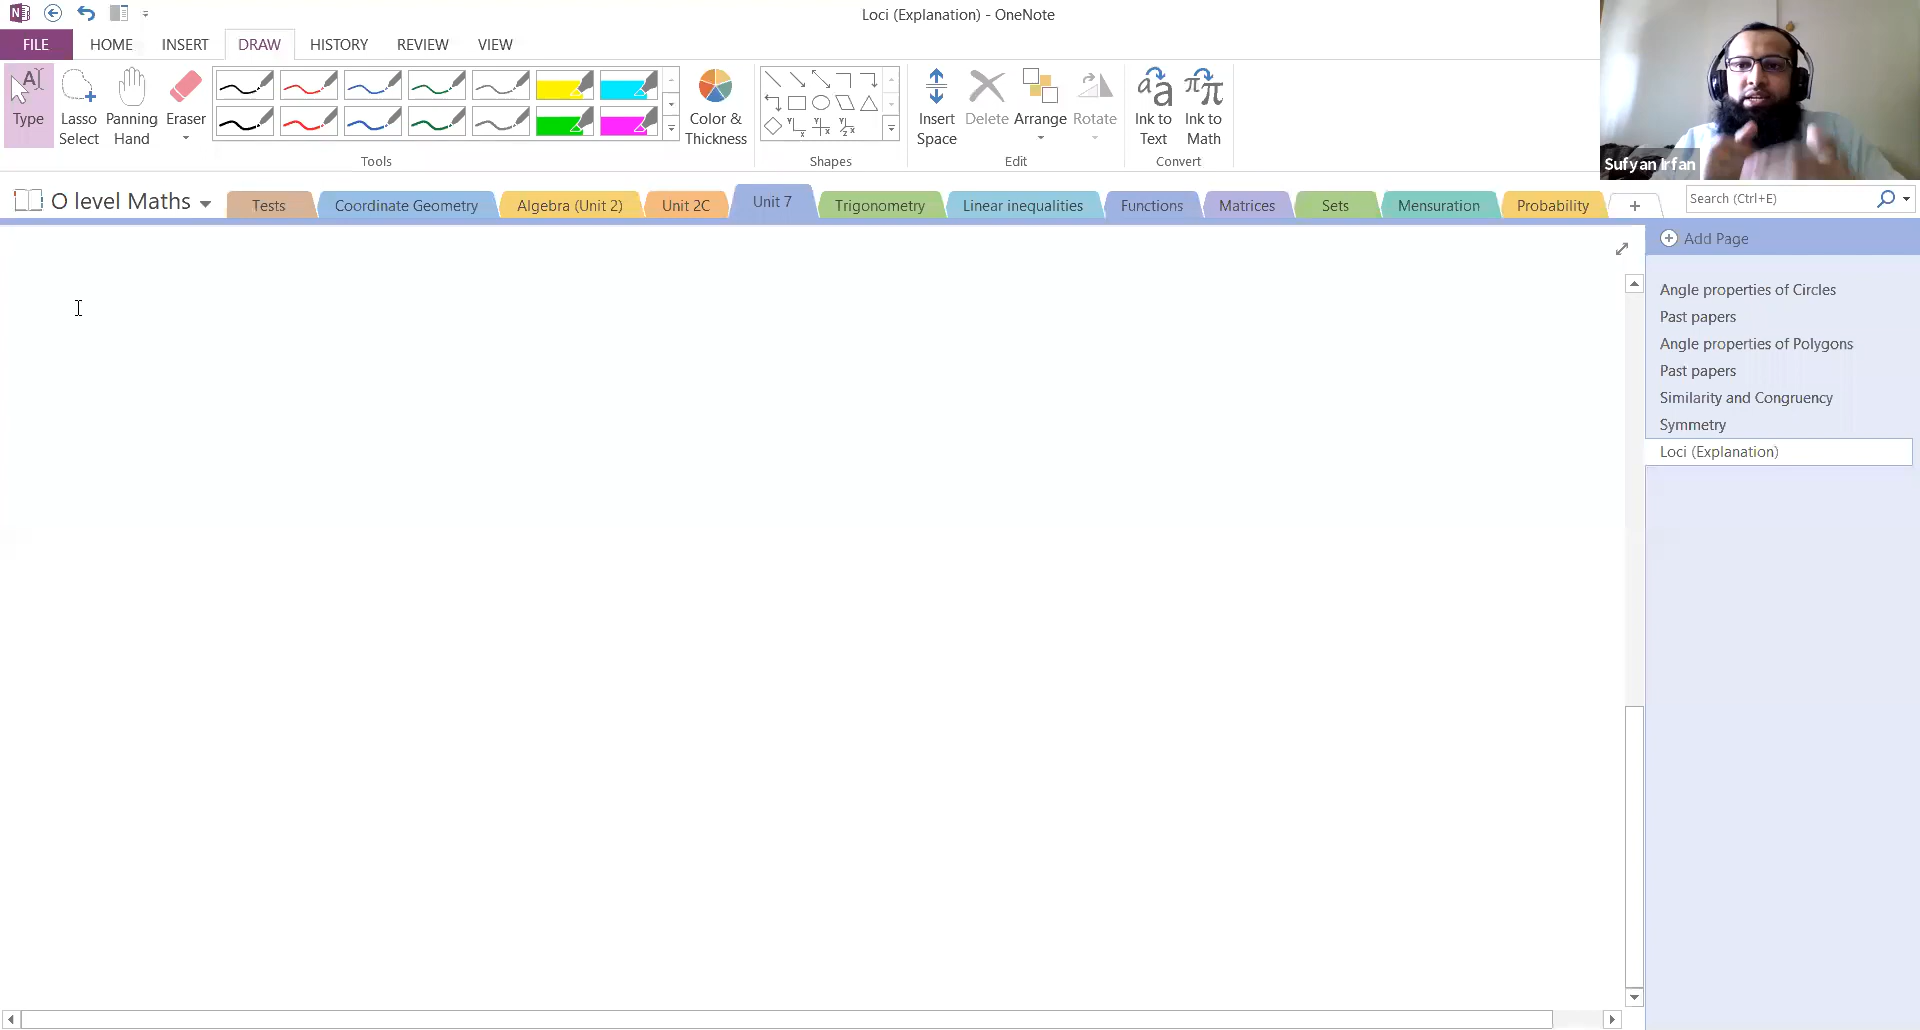 Loci (Explanation) - OneNote
FILE HOME INSERT DRAW HISTORY REVIEW VIEW
Type
Lasso Select
Panning Hand
Eraser
Color & Thickness
Insert Space
Delete
Arrange
Rotate
Ink to Text
Ink to Math
Tools
Shapes
Edit
Convert
Sufyan Irfan
O level Maths
Tests
Coordinate Geometry
Algebra (Unit 2)
Unit 2C
Unit 7
Trigonometry
Linear inequalities
Functions
Matrices
Sets
Mensuration
Probability
Search (Ctrl+E)
Add Page
Angle properties of Circles
Past papers
Angle properties of Polygons
Past papers
Similarity and Congruency
Symmetry
Loci (Explanation)